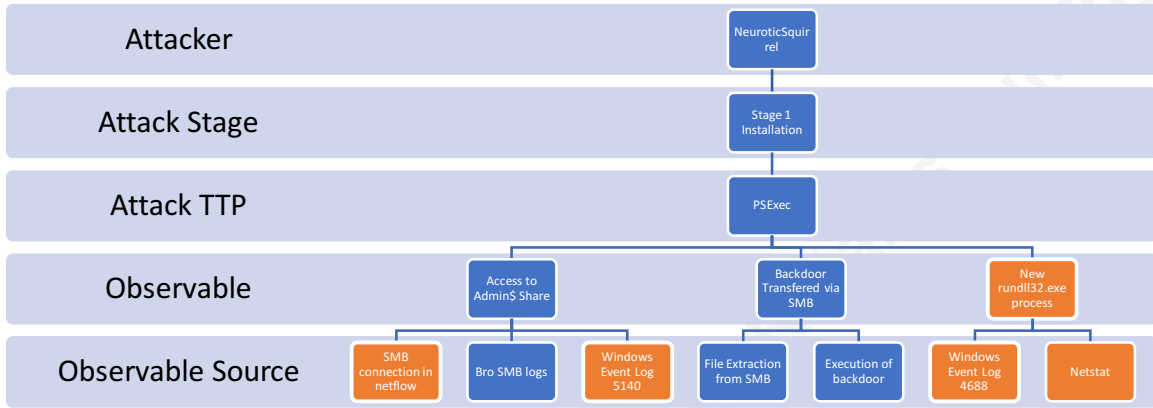 Attacker
NeuroticSqui
rrel
Attack Stage
Stage 1
Installation
Attack TTP
PSExec
Observable
Access to
Admin$ Share
Backdoor
Transfered via
SMB
New
rundll32.exe
process
Observable Source
SMB
connection in
netflow
Bro SMB logs
Windows
Event Log
5140
File Extraction
from SMB
Execution of
backdoor
Windows
Event Log
4688
Netstat